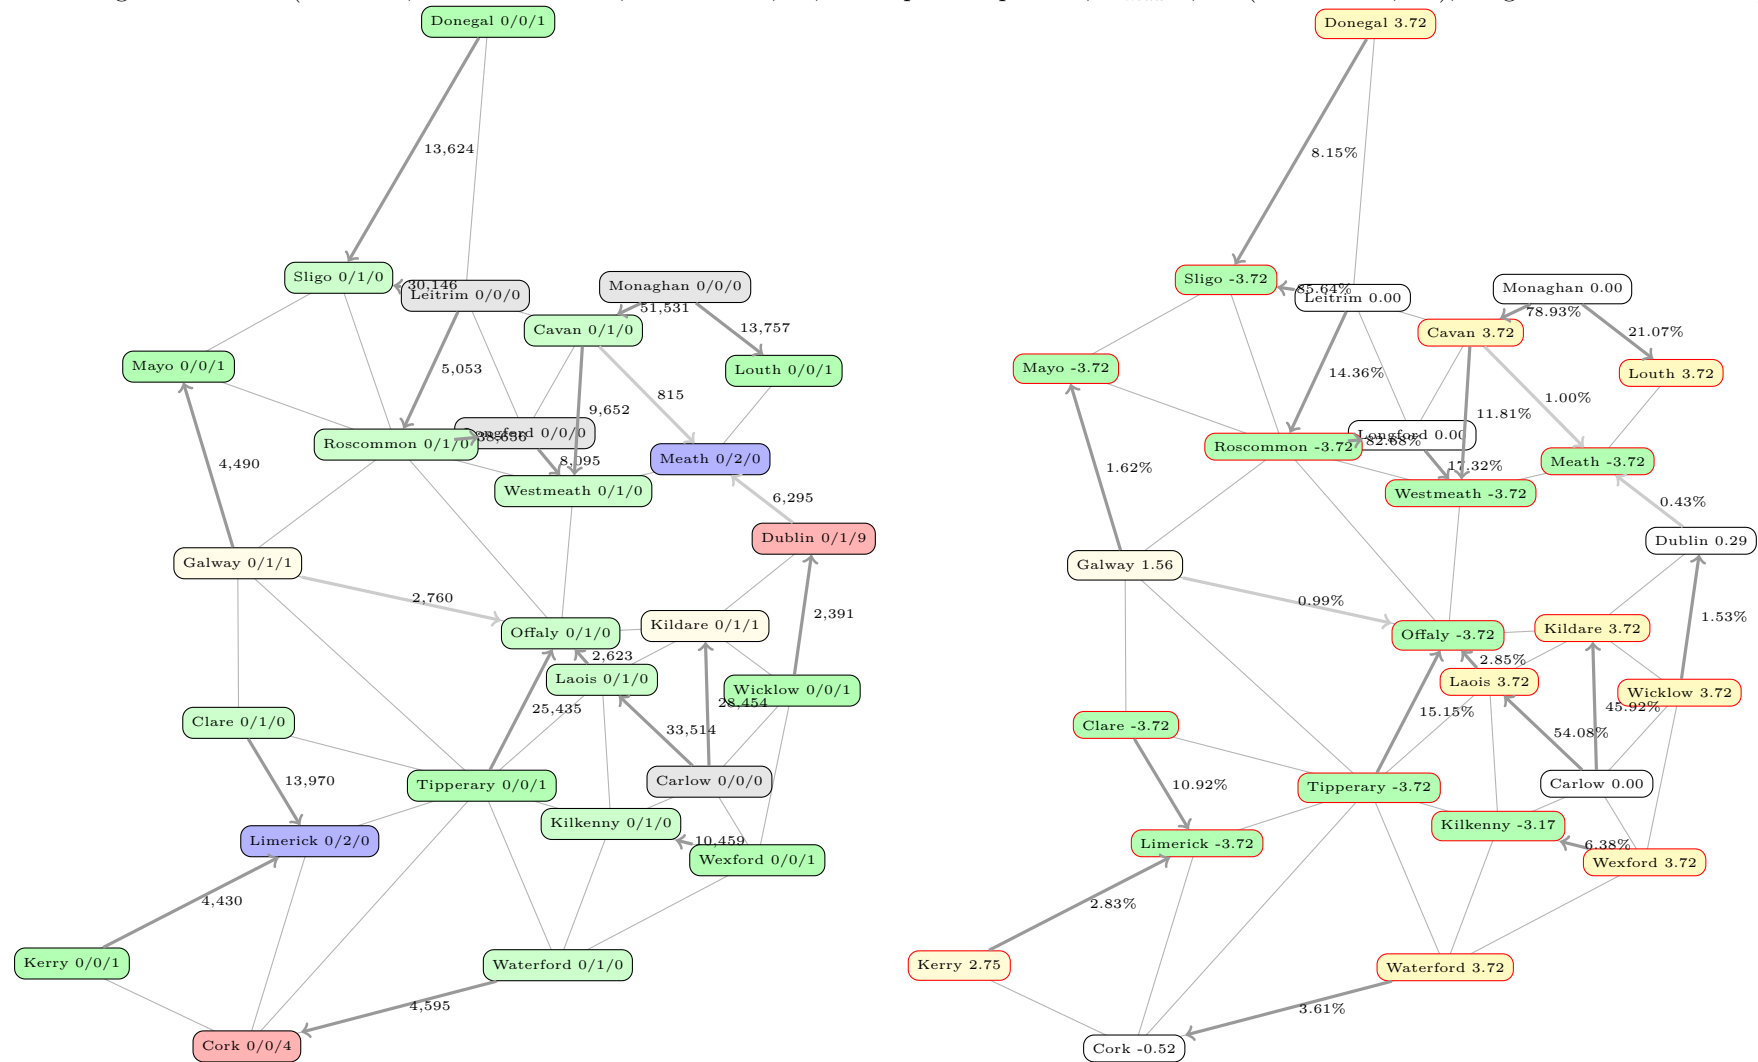 Donegal 0/0/1
13,624
Sligo 0/1/0
30,146
Leitrim 0/0/0
Monaghan 0/0/0
51,531
13,757
Cavan 0/1/0
Mayo 0/0/1
5,053
Louth 0/0/1
815
9,652
Roscommon 0/1/0
38,656
Longford 0/0/0
4,490
8,095
Meath 0/2/0
Westmeath 0/1/0
6,295
Dublin 0/1/9
Galway 0/1/1
2,760
2,391
Offaly 0/1/0
Kildare 0/1/1
2,623
Laois 0/1/0
Wicklow 0/0/1
28,454
25,435
Clare 0/1/0
33,514
13,970
Tipperary 0/0/1
Carlow 0/0/0
Kilkenny 0/1/0
Limerick 0/2/0
10,459
Wexford 0/0/1
4,430
Kerry 0/0/1
Waterford 0/1/0
4,595
Cork 0/0/4
Donegal 3.72
8.15%
Sligo -3.72
85.64%
Leitrim 0.00
Monaghan 0.00
78.93%
21.07%
Cavan 3.72
Mayo -3.72
14.36%
Louth 3.72
1.00%
11.81%
Roscommon -3.72
82.68%
Longford 0.00
1.62%
17.32%
Meath -3.72
Westmeath -3.72
0.43%
Dublin 0.29
Galway 1.56
0.99%
1.53%
Offaly -3.72
Kildare 3.72
2.85%
Laois 3.72
Wicklow 3.72
45.92%
15.15%
Clare -3.72
54.08%
10.92%
Tipperary -3.72
Carlow 0.00
Kilkenny -3.17
Limerick -3.72
6.38%
Wexford 3.72
2.83%
Kerry 2.75
Waterford 3.72
3.61%
Cork -0.52